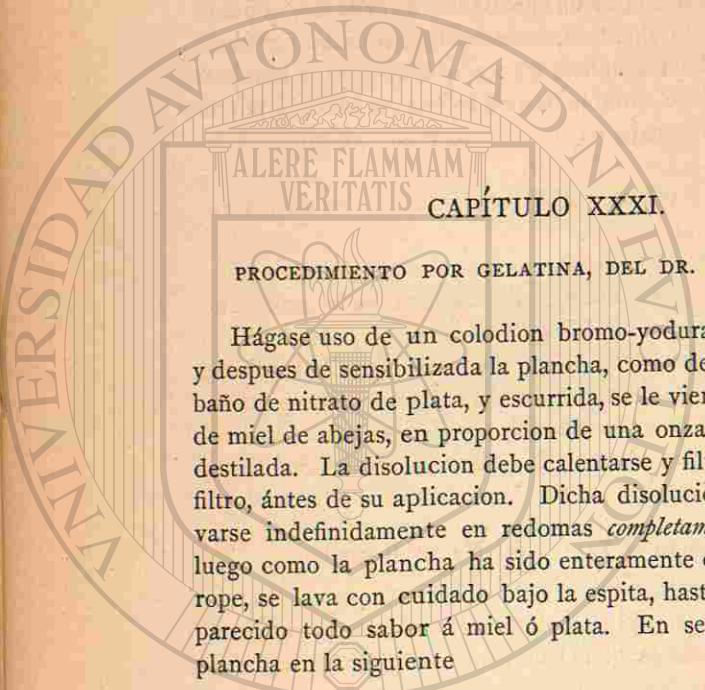 CAPÍTULO XXXI.
PROCEDIMIENTO POR GELATINA, DEL DR.
Hágase uso de un colodion bromo-yodura
y despues de sensibilizada la plancha, como de
baño de nitrato de plata, y escurrida, se le vier
de miel de abejas, en proporcion de una onza
destilada. La disolucion debe calentarse y fil
filtro, ántes de su aplicacion. Dicha disoluci
varse indefinidamente en redomas completam
luego como la plancha ha sido enteramente
rope, se lava con cuidado bajo la espita, hast
parecido todo sabor á miel ó plata. En se
plancha en la siguiente
UNIVERSIDAD AVTONOMA D NVEVO LEON
ALERE FLAMMAM
VERITATIS